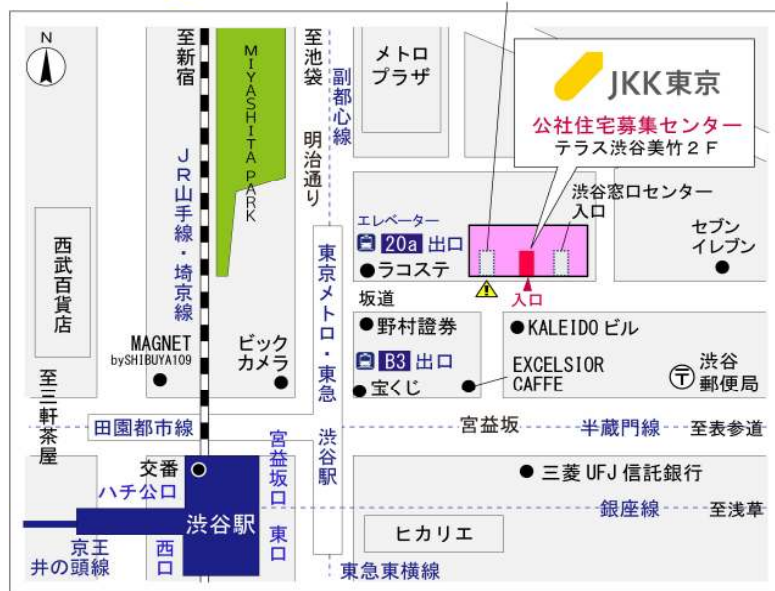 N
至新宿
MIYASHITA PARK
至池袋
副都心線
明治通り
メトロ
プラザ
JKK東京
公社住宅募集センター
テラス渋谷美竹２Ｆ
JR山手線・埼京線
西武百貨店
東京メトロ・東急
渋谷駅
エレベーター
20a 出口
ラコステ
渋谷窓口センター
入口
セブン
イレブン
坂道
入口
野村證券
KALEIDO ビル
B3 出口
EXCELSIOR
CAFFE
宝くじ
渋谷
郵便局
MAGNET
bySHIBUYA109
ビック
カメラ
至三軒茶屋
田園都市線
宮益坂
半蔵門線
至表参道
交番
ハチ公口
宮益坂口
三菱 UFJ 信託銀行
渋谷駅
東口
西口
銀座線
至浅草
ヒカリエ
京王
井の頭線
東急東横線